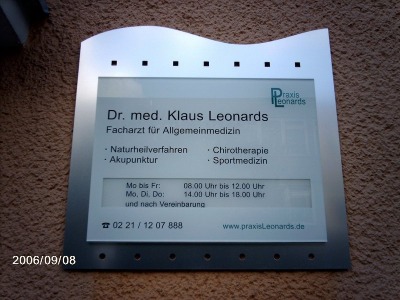 Praxis
Leonards
Dr. med. Klaus Leonards
Facharzt für Allgemeinmedizin
· Naturheilverfahren · Chirotherapie
· Akupunktur · Sportmedizin
Mo bis Fr: 08.00 Uhr bis 12.00 Uhr
Mo, Di, Do: 14.00 Uhr bis 18.00 Uhr
und nach Vereinbarung
☎ 02 21 / 12 07 888 www.praxisLeonards.de
2006/09/08